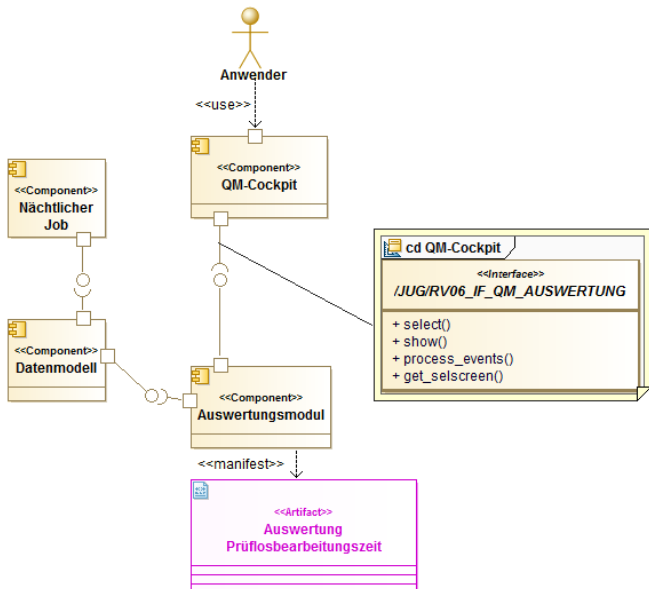 Anwender
<<use>>
<<Component>>
QM-Cockpit
<<Component>>
Nächtlicher
Job
cd QM-Cockpit
<<Interface>>
/JUG/RV06_IF_QM_AUSWERTUNG
+ select()
+ show()
+ process_events()
+ get_selscreen()
<<Component>>
Datenmodell
<<Component>>
Auswertungsmodul
<<manifest>>
<<Artifact>>
Auswertung
Prüflosbearbeitungszeit